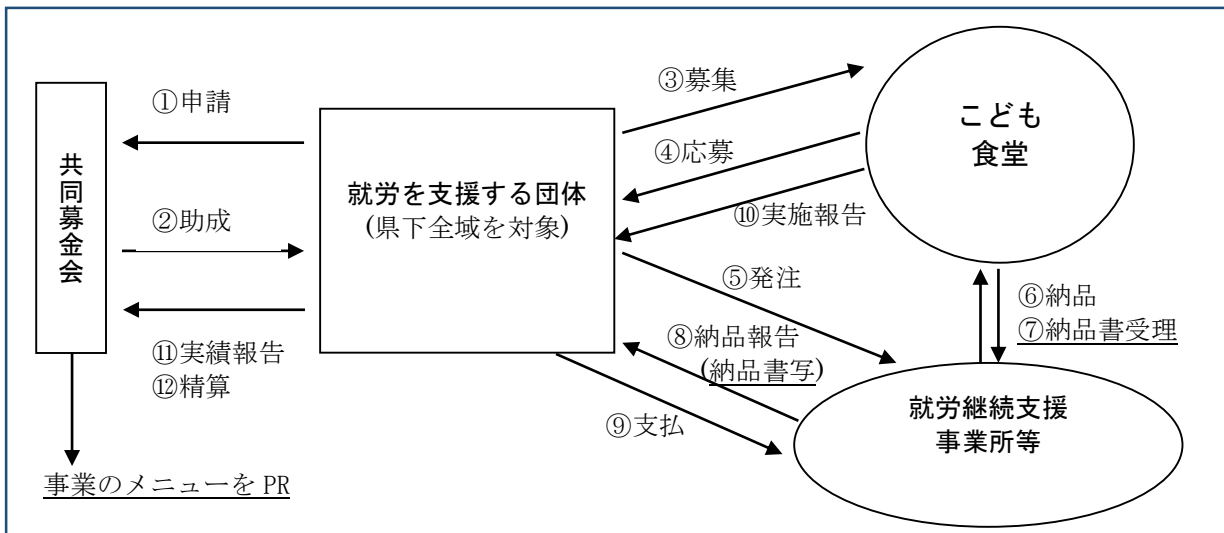 共同募金会
①申請
②助成
⑪実績報告
⑫精算
事業のメニューを PR
就労を支援する団体
(県下全域を対象)
③募集
④応募
⑩実施報告
⑤発注
⑧納品報告
(納品書写)
⑨支払
こども
食堂
⑥納品
⑦納品書受理
就労継続支援
事業所等